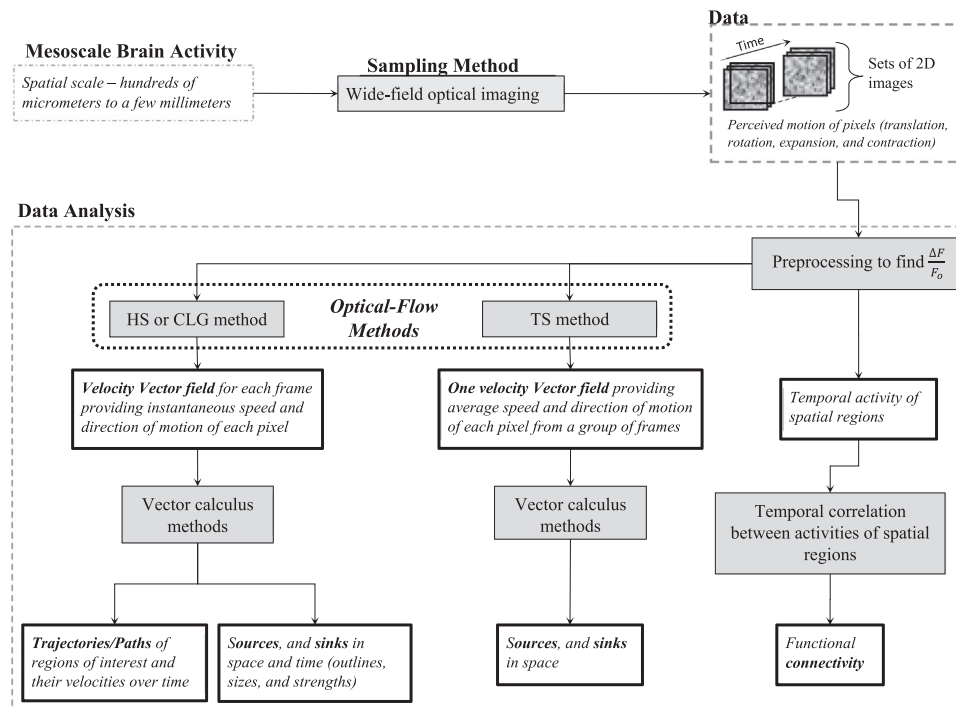 Data
Mesoscale Brain Activity
Spatial scale – hundreds of
micrometers to a few millimeters
Sampling Method
Wide-field optical imaging
Time
Sets of 2D
images
Perceived motion of pixels (translation,
rotation, expansion, and contraction)
Data Analysis
Preprocessing to find ΔF/Fo
Optical-Flow
Methods
HS or CLG method
TS method
Velocity Vector field for each frame
providing instantaneous speed and
direction of motion of each pixel
One velocity Vector field providing
average speed and direction of motion
of each pixel from a group of frames
Temporal activity of
spatial regions
Vector calculus
methods
Vector calculus
methods
Temporal correlation
between activities of spatial
regions
Trajectories/Paths of
regions of interest and
their velocities over time
Sources, and sinks in
space and time (outlines,
sizes, and strengths)
Sources, and sinks
in space
Functional
connectivity